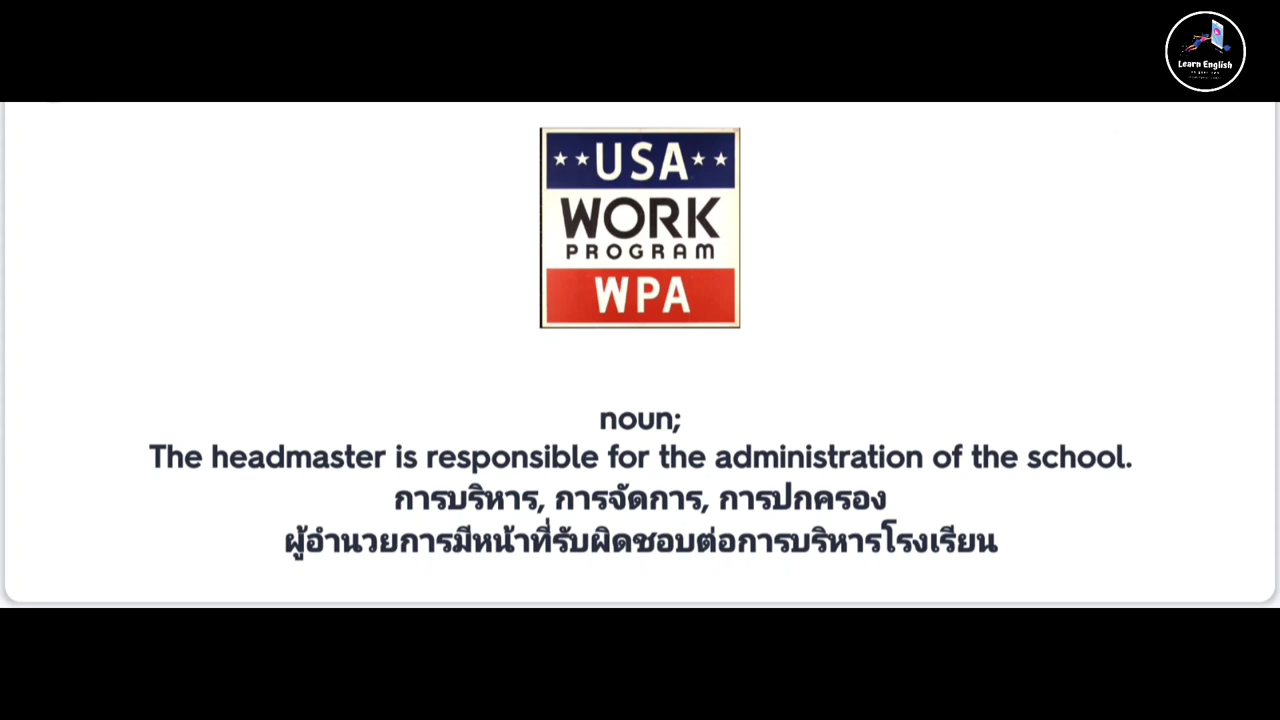 Learn English
★ ★ USA ★ ★
WORK
PROGRAM
WPA
noun;
The headmaster is responsible for the administration of the school.
การบริหาร, การจัดการ, การปกครอง
ผู้อำนวยการมีหน้าที่รับผิดชอบต่อการบริหารโรงเรียน